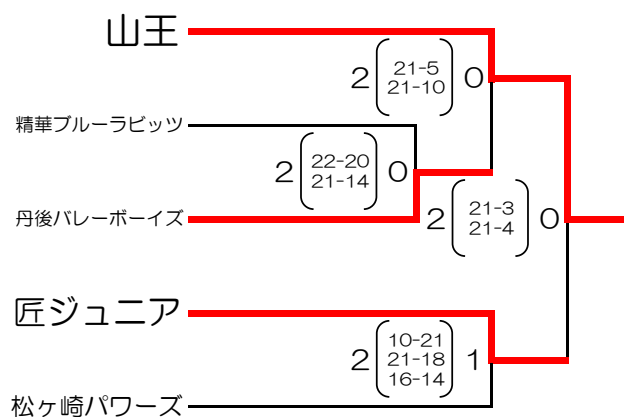 山王
2 21-5 0
21-10
精華ブルーラビッツ
2 22-20 0
21-14
丹後バレーボーイズ
2 21-3 0
21-4
匠ジュニア
2 10-21 1
21-18
16-14
松ヶ崎パワーズ